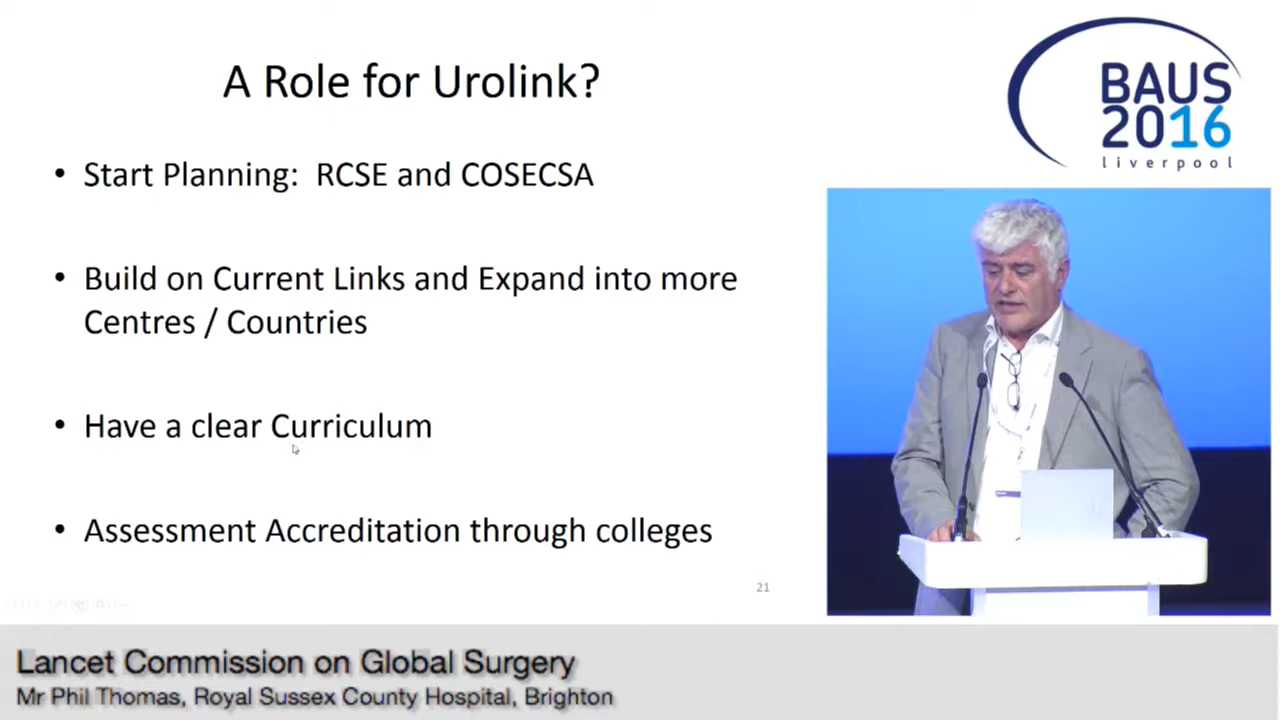 A Role for Urolink?
• Start Planning: RCSE and COSECSA
• Build on Current Links and Expand into more
Centres / Countries
• Have a clear Curriculum
• Assessment Accreditation through colleges
21
BAUS
2016
liverpool
Lancet Commission on Global Surgery
Mr Phil Thomas, Royal Sussex County Hospital, Brighton